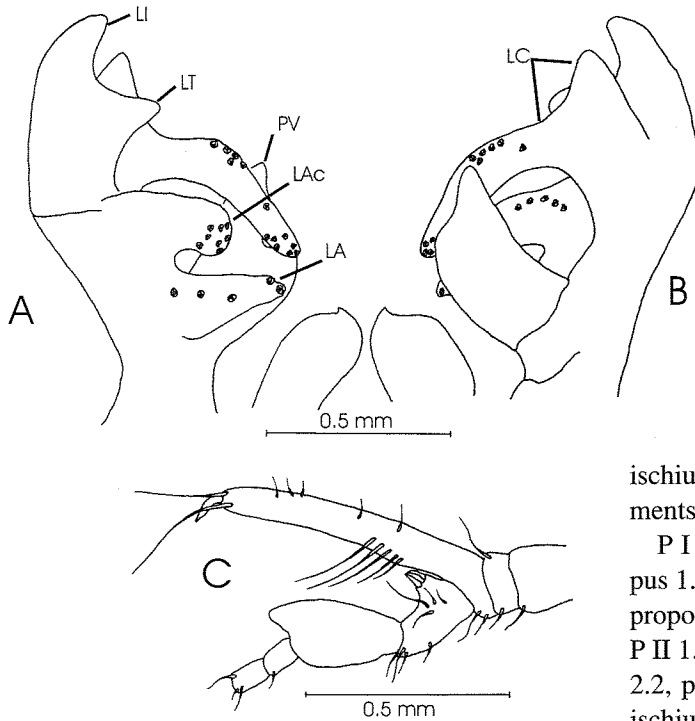 LI
LT
PV
LAc
LA
A
LC
B
0.5 mm
C
0.5 mm
ischiu
ments
P I
pus 1.
propo
P II 1.
2.2, p